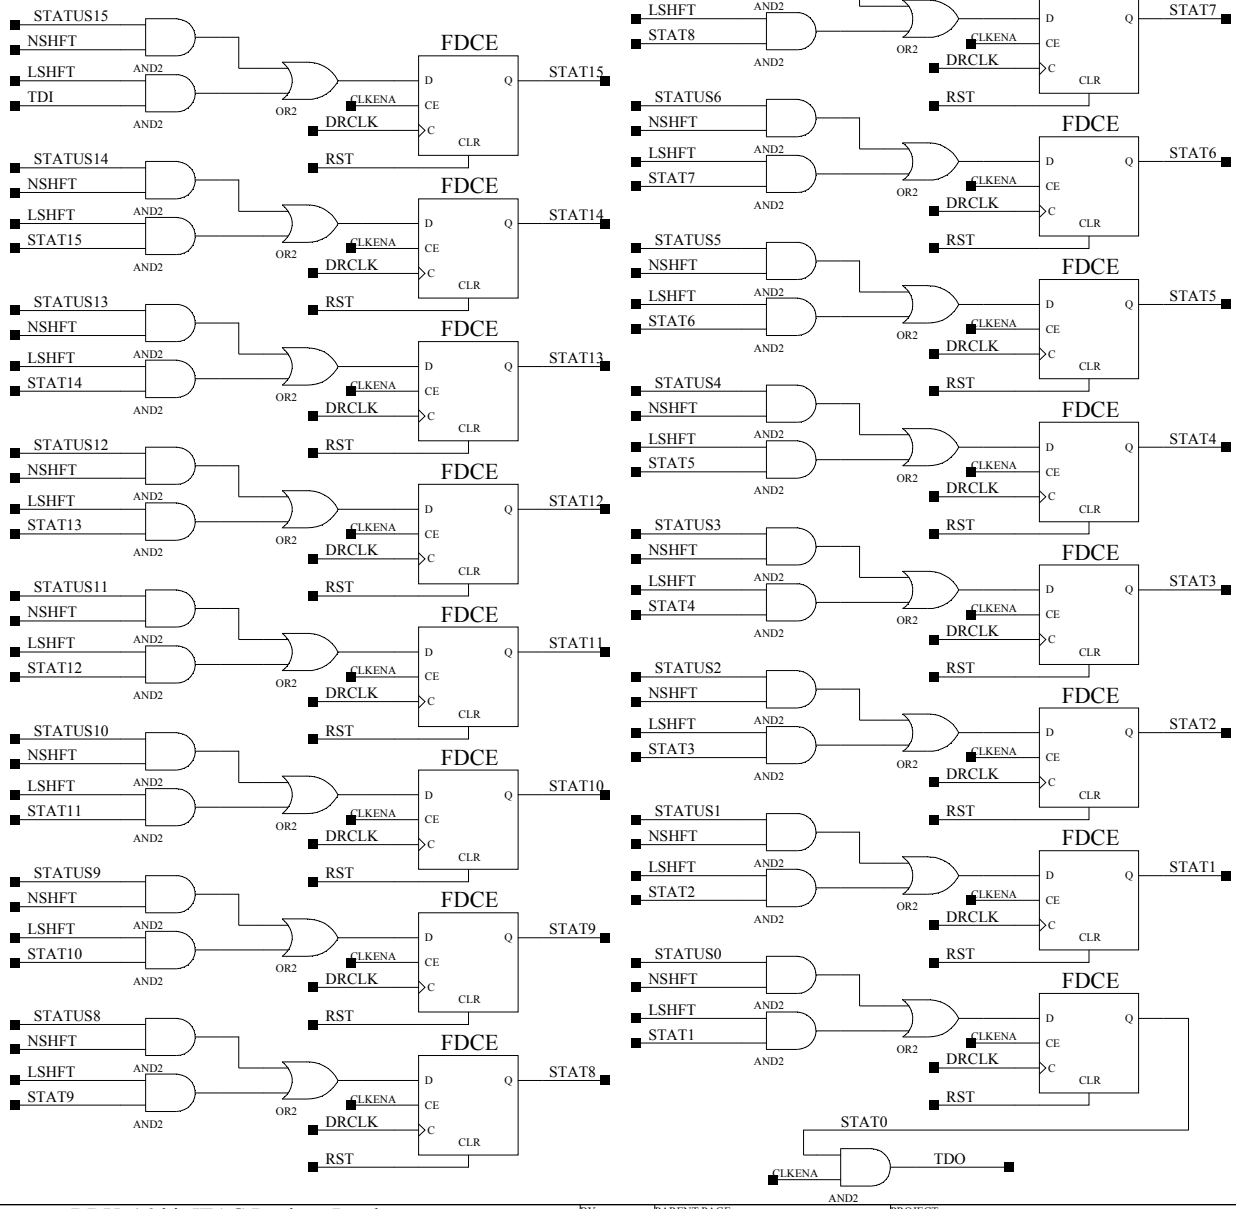 STATUS15
NSHFT
AND2
LSHFT
TDI
AND2
OR2
FDCE
D
Q
STAT15
CLKENA
CE
DRCLK
C
CLR
RST
STATUS14
NSHFT
AND2
LSHFT
STAT15
AND2
OR2
FDCE
D
Q
STAT14
CLKENA
CE
DRCLK
C
CLR
RST
STATUS13
NSHFT
AND2
LSHFT
STAT14
AND2
OR2
FDCE
D
Q
STAT13
CLKENA
CE
DRCLK
C
CLR
RST
STATUS12
NSHFT
AND2
LSHFT
STAT13
AND2
OR2
FDCE
D
Q
STAT12
CLKENA
CE
DRCLK
C
CLR
RST
STATUS11
NSHFT
AND2
LSHFT
STAT12
AND2
OR2
FDCE
D
Q
STAT11
CLKENA
CE
DRCLK
C
CLR
RST
STATUS10
NSHFT
AND2
LSHFT
STAT11
AND2
OR2
FDCE
D
Q
STAT10
CLKENA
CE
DRCLK
C
CLR
RST
STATUS9
NSHFT
AND2
LSHFT
STAT10
AND2
OR2
FDCE
D
Q
STAT9
CLKENA
CE
DRCLK
C
CLR
RST
STATUS8
NSHFT
AND2
LSHFT
STAT9
AND2
OR2
FDCE
D
Q
STAT8
CLKENA
CE
DRCLK
C
CLR
RST
AND2
LSHFT
STAT8
AND2
OR2
D
Q
STAT7
CLKENA
CE
DRCLK
C
CLR
RST
STATUS6
NSHFT
AND2
LSHFT
STAT7
AND2
OR2
FDCE
D
Q
STAT6
CLKENA
CE
DRCLK
C
CLR
RST
STATUS5
NSHFT
AND2
LSHFT
STAT6
AND2
OR2
FDCE
D
Q
STAT5
CLKENA
CE
DRCLK
C
CLR
RST
STATUS4
NSHFT
AND2
LSHFT
STAT5
AND2
OR2
FDCE
D
Q
STAT4
CLKENA
CE
DRCLK
C
CLR
RST
STATUS3
NSHFT
AND2
LSHFT
STAT4
AND2
OR2
FDCE
D
Q
STAT3
CLKENA
CE
DRCLK
C
CLR
RST
STATUS2
NSHFT
AND2
LSHFT
STAT3
AND2
OR2
FDCE
D
Q
STAT2
CLKENA
CE
DRCLK
C
CLR
RST
STATUS1
NSHFT
AND2
LSHFT
STAT2
AND2
OR2
FDCE
D
Q
STAT1
CLKENA
CE
DRCLK
C
CLR
RST
STATUS0
NSHFT
AND2
LSHFT
STAT1
AND2
OR2
FDCE
D
Q
CLKENA
CE
DRCLK
C
CLR
RST
STAT0
CLKENA
AND2
TDO